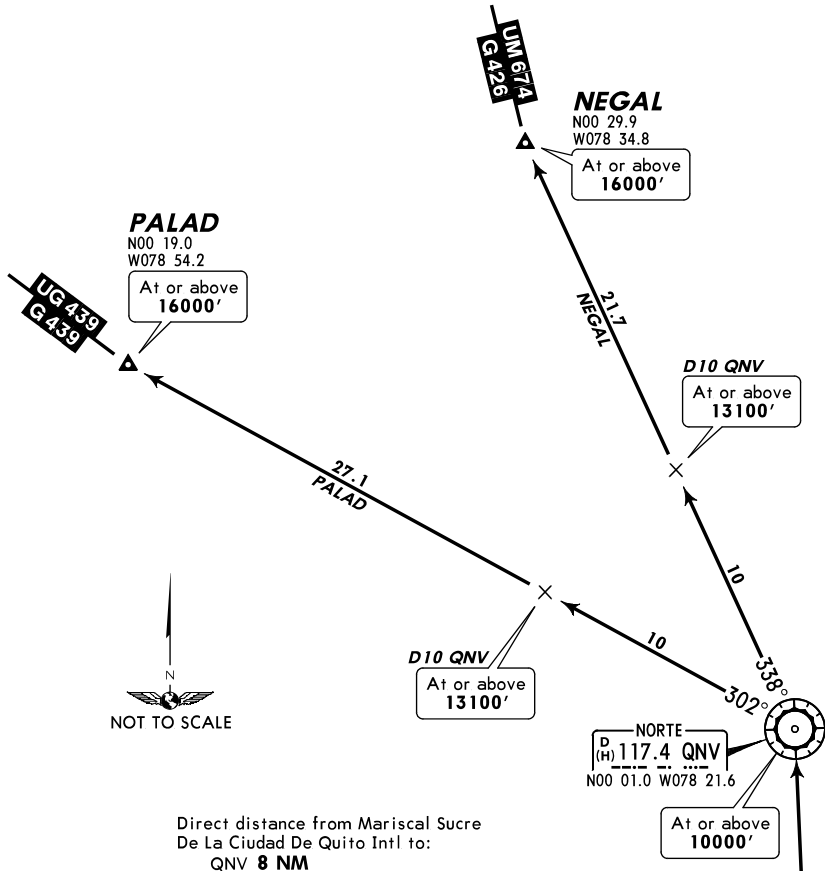 UM 674
G 426
NEGAL
N00 29.9
W078 34.8
At or above
16000'
PALAD
N00 19.0
W078 54.2
At or above
16000'
UG 439
G 439
21.7
NEGAL
D10 QNV
At or above
13100'
27.1
PALAD
10
10
D10 QNV
At or above
13100'
338°
302°
N
NOT TO SCALE
NORTE
D
(H) 117.4 QNV
N00 01.0 W078 21.6
At or above
10000'
Direct distance from Mariscal Sucre
De La Ciudad De Quito Intl to:
QNV 8 NM